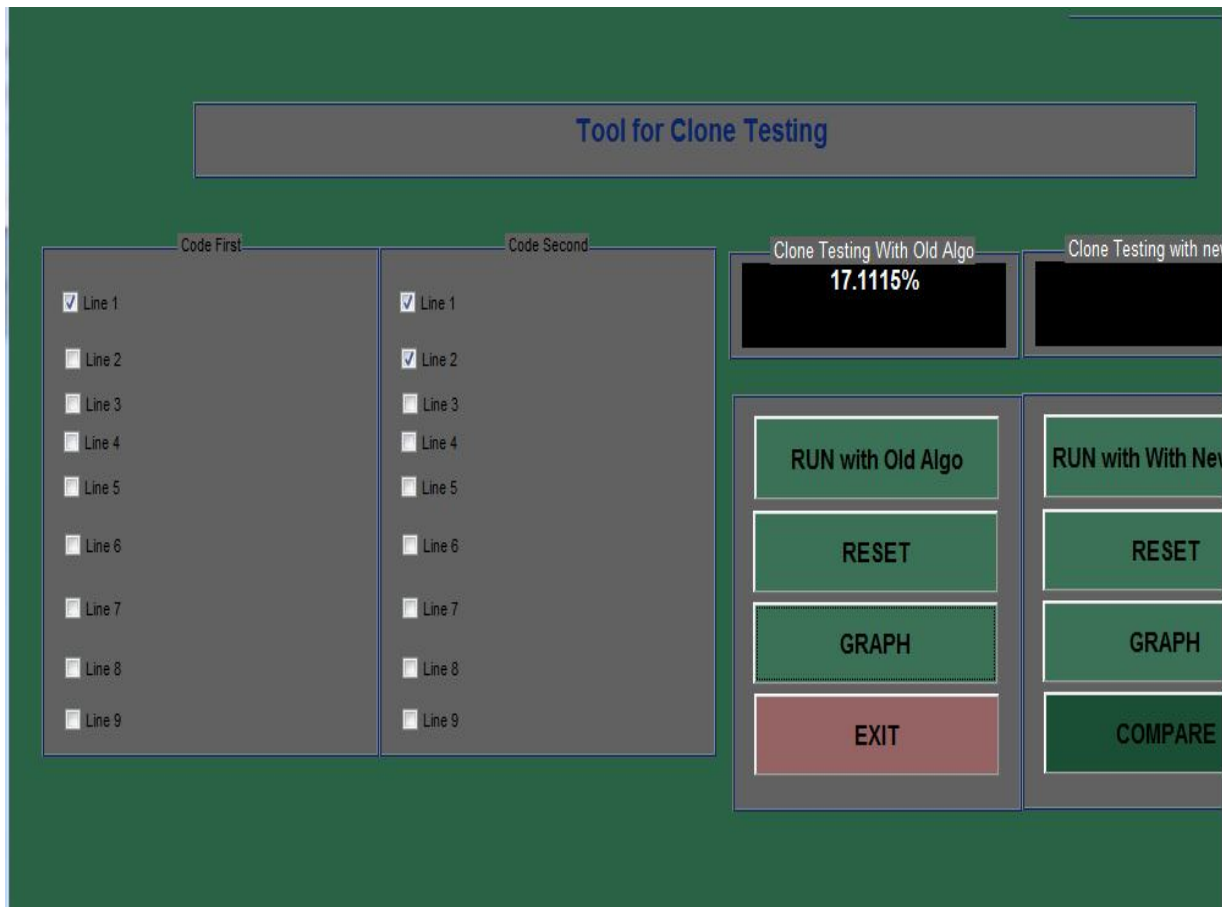 Tool for Clone Testing
Code First
Line 1
Line 2
Line 3
Line 4
Line 5
Line 6
Line 7
Line 8
Line 9
Code Second
Line 1
Line 2
Line 3
Line 4
Line 5
Line 6
Line 7
Line 8
Line 9
Clone Testing With Old Algo
17.1115%
RUN with Old Algo
RESET
GRAPH
EXIT
Clone Testing with
RUN with With
RESET
GRAPH
COMPARE